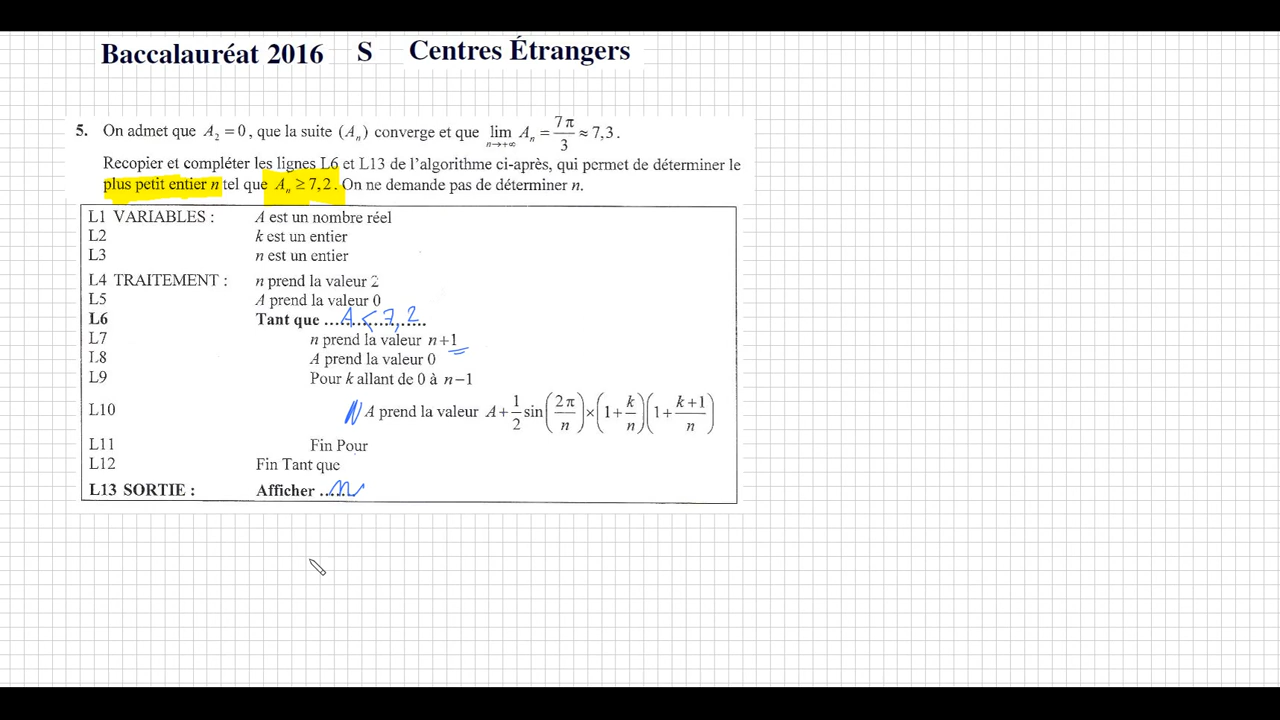 Baccalauréat 2016 S Centres Étrangers
5. On admet que A₂ = 0, que la suite (Aₙ) converge et que lim n→+∞ Aₙ = 7π/3 ≈ 7,3.
Recopier et compléter les lignes L6 et L13 de l'algorithme ci-après, qui permet de déterminer le
plus petit entier n tel que Aₙ ≥ 7,2. On ne demande pas de déterminer n.
L1 VARIABLES : A est un nombre réel
L2 k est un entier
L3 n est un entier
L4 TRAITEMENT : n prend la valeur 2
L5 A prend la valeur 0
L6 Tant que ... A < 7,2
L7 n prend la valeur n+1
L8 A prend la valeur 0
L9 Pour k allant de 0 à n−1
L10 A prend la valeur A + 1/2 sin(2π/n) × (1 + k/n)(1 + (k+1)/n)
L11 Fin Pour
L12 Fin Tant que
L13 SORTIE : Afficher ...... n